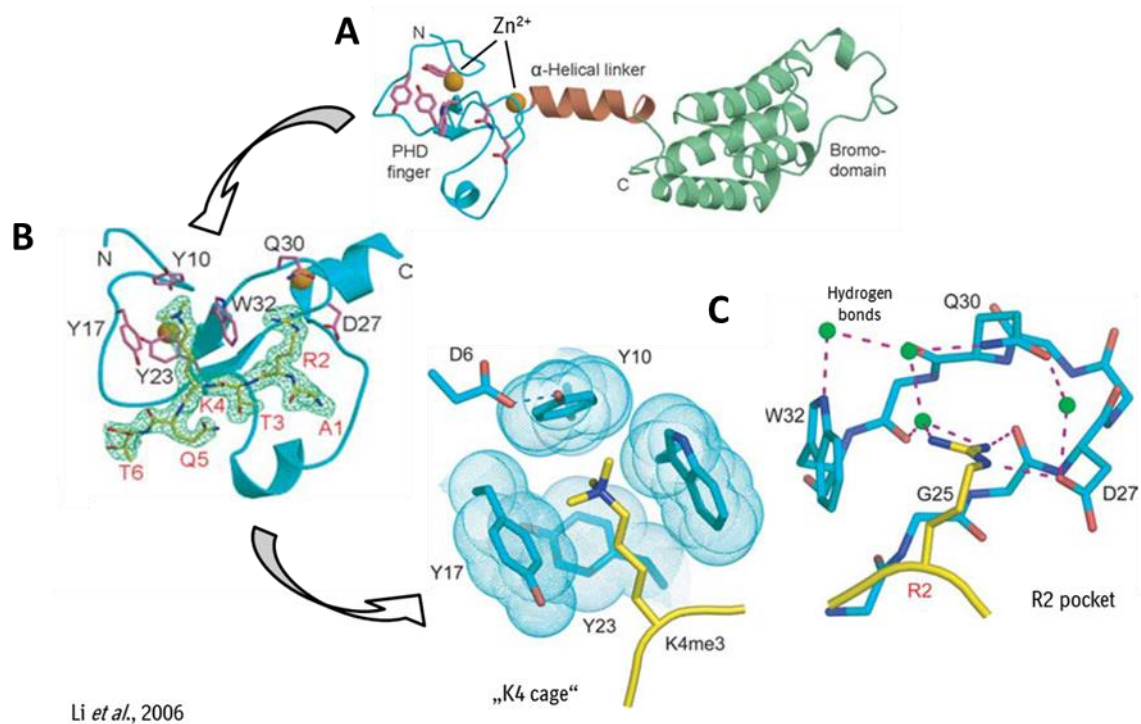 A
N
Zn2+
α-Helical linker
PHD
finger
C
Bromo-
domain
B
N
Y10
Q30
C
W32
Y17
D27
Y23
R2
K4
T3
A1
Q5
T6
C
D6
Y10
Y17
Y23
K4me3
„K4 cage“
Hydrogen
bonds
Q30
W32
G25
D27
R2
R2 pocket
Li et al., 2006